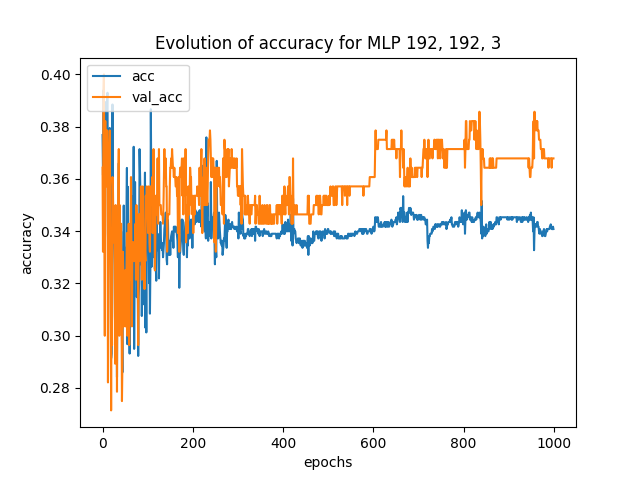 Evolution of accuracy for MLP 192, 192, 3
acc
val_acc
0.40
0.38
0.36
0.34
0.32
0.30
0.28
accuracy
0 200 400 600 800 1000
epochs